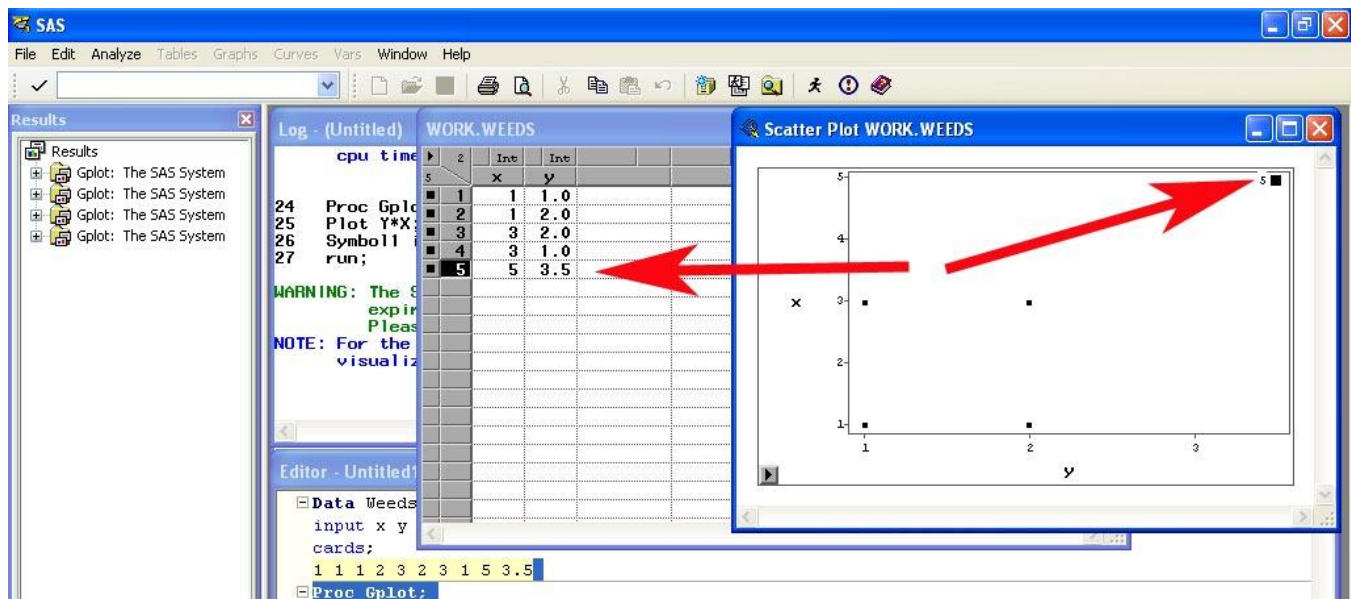 SAS
File Edit Analyze Tables Graphs Curves Vars Window Help
Results
Results
Gplot: The SAS System
Gplot: The SAS System
Gplot: The SAS System
Gplot: The SAS System
Log - (Untitled)
cpu time
24 Proc Gplo
25 Plot Y*X;
26 Symbol1 i
27 run;
WARNING: The S
expir
Pleas
NOTE: For the
visualiz
Editor - Untitled1
Data Weeds
input x y
cards;
1 1 1 2 3 2 3 1 5 3.5
Proc Gplot;
WORK.WEEDS
2 Int Int
5 x y
1 1 1.0
2 1 2.0
3 3 2.0
4 3 1.0
5 5 3.5
Scatter Plot WORK.WEEDS
5
5
4
x 3
2
1
1 2 3
y